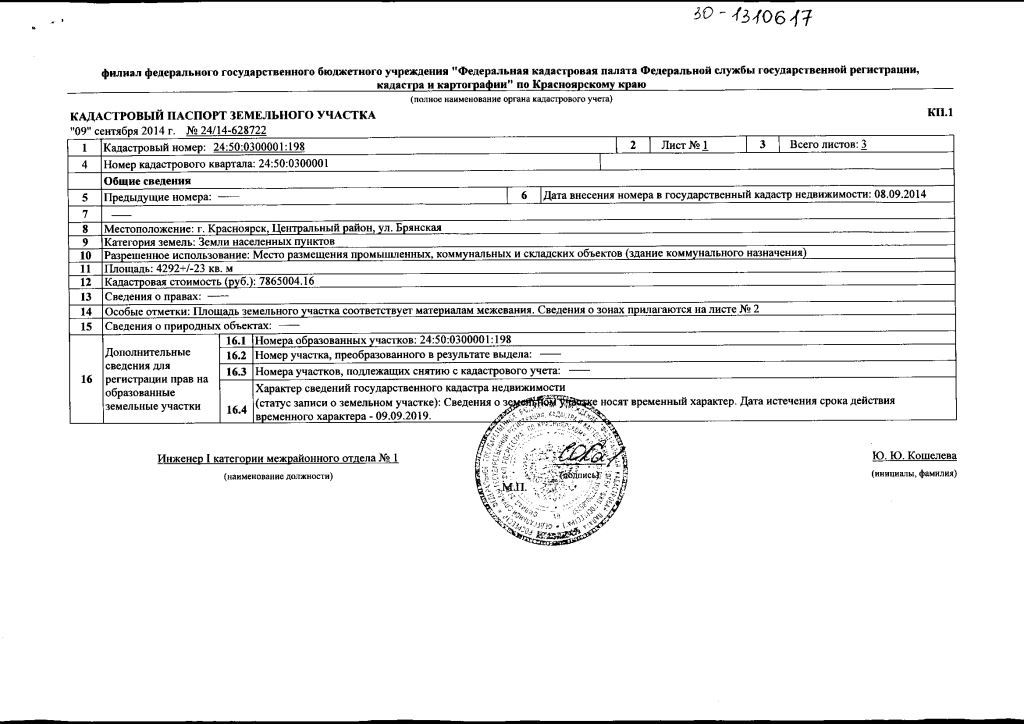 30-1310617
филиал федерального государственного бюджетного учреждения "Федеральная кадастровая палата Федеральной службы государственной регистрации,
кадастра и картографии" по Красноярскому краю
(полное наименование органа кадастрового учета)
КАДАСТРОВЫЙ ПАСПОРТ ЗЕМЕЛЬНОГО УЧАСТКА КП.1
"09" сентября 2014 г. № 24/14-628722
1 Кадастровый номер: 24:50:0300001:198 2 Лист № 1 3 Всего листов: 3
4 Номер кадастрового квартала: 24:50:0300001
Общие сведения
5 Предыдущие номера: —— 6 Дата внесения номера в государственный кадастр недвижимости: 08.09.2014
7 ——
8 Местоположение: г. Красноярск, Центральный район, ул. Брянская
9 Категория земель: Земли населенных пунктов
10 Разрешенное использование: Место размещения промышленных, коммунальных и складских объектов (здание коммунального назначения)
11 Площадь: 4292+/-23 кв. м
12 Кадастровая стоимость (руб.): 7865004.16
13 Сведения о правах: ——
14 Особые отметки: Площадь земельного участка соответствует материалам межевания. Сведения о зонах прилагаются на листе № 2
15 Сведения о природных объектах: ——
16 Дополнительные
сведения для
регистрации прав на
образованные
земельные участки
16.1 Номера образованных участков: 24:50:0300001:198
16.2 Номер участка, преобразованного в результате выдела: ——
16.3 Номера участков, подлежащих снятию с кадастрового учета: ——
16.4 Характер сведений государственного кадастра недвижимости
(статус записи о земельном участке): Сведения о земельном участке носят временный характер. Дата истечения срока действия
временного характера - 09.09.2019.
Инженер I категории межрайонного отдела № 1 Ю. Ю. Кошелева
(наименование должности) (подпись) (инициалы, фамилия)
М.П.